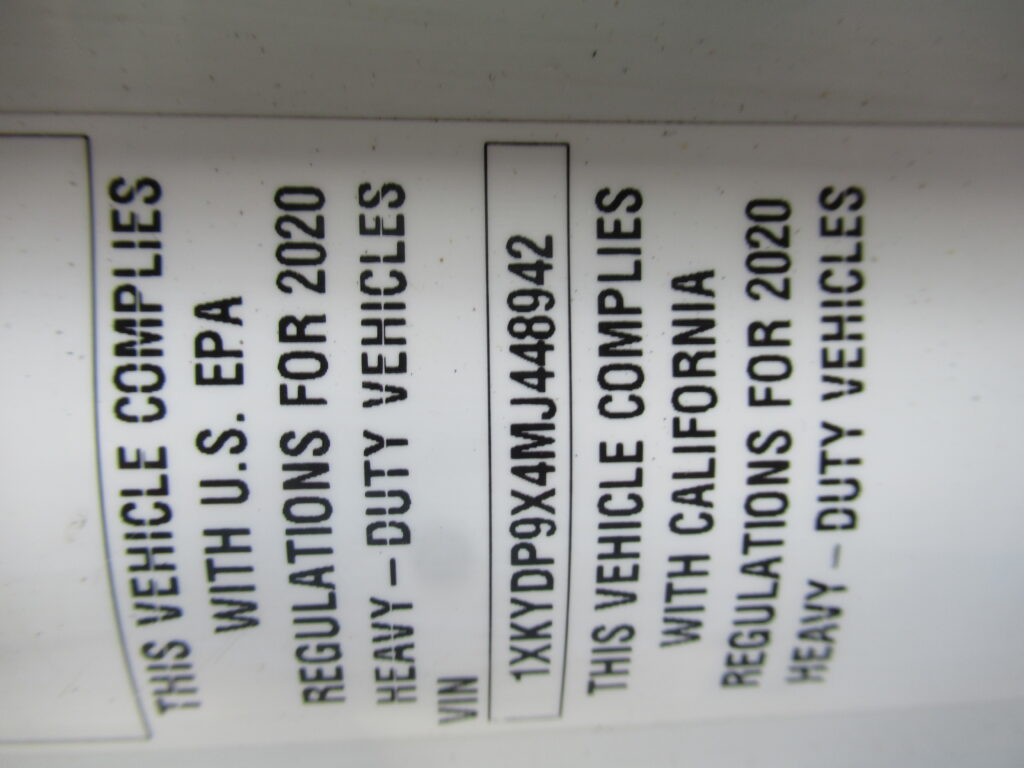 THIS VEHICLE COMPLIES
WITH U.S. EPA
REGULATIONS FOR 2020
HEAVY-DUTY VEHICLES
VIN
1XKYDP9X4MJ448942
THIS VEHICLE COMPLIES
WITH CALIFORNIA
REGULATIONS FOR 2020
HEAVY-DUTY VEHICLES